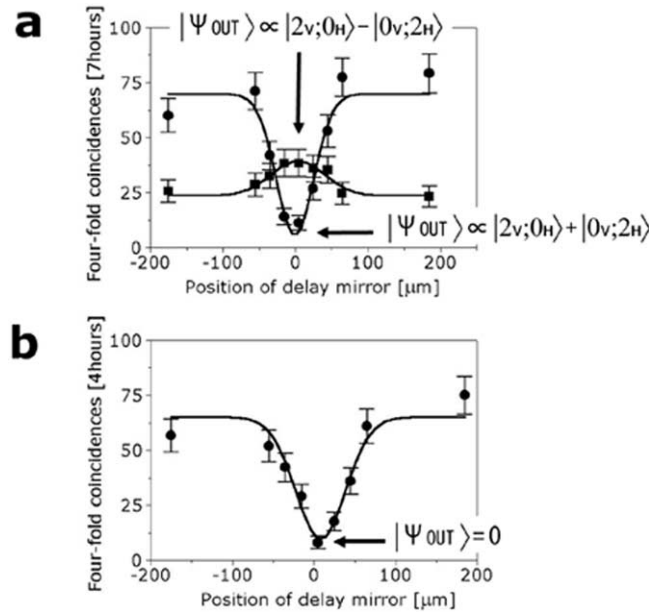 a
|Ψ OUT⟩ ∝ |2v;0H⟩−|0v;2H⟩
100
75
50
25
0
Four-fold coincidences [7hours]
|Ψ OUT⟩ ∝ |2v;0H⟩+|0v;2H⟩
-200 -100 0 100 200
Position of delay mirror [μm]
b
100
75
50
25
0
Four-fold coincidences [4hours]
|Ψ OUT⟩=0
-200 -100 0 100 200
Position of delay mirror [μm]